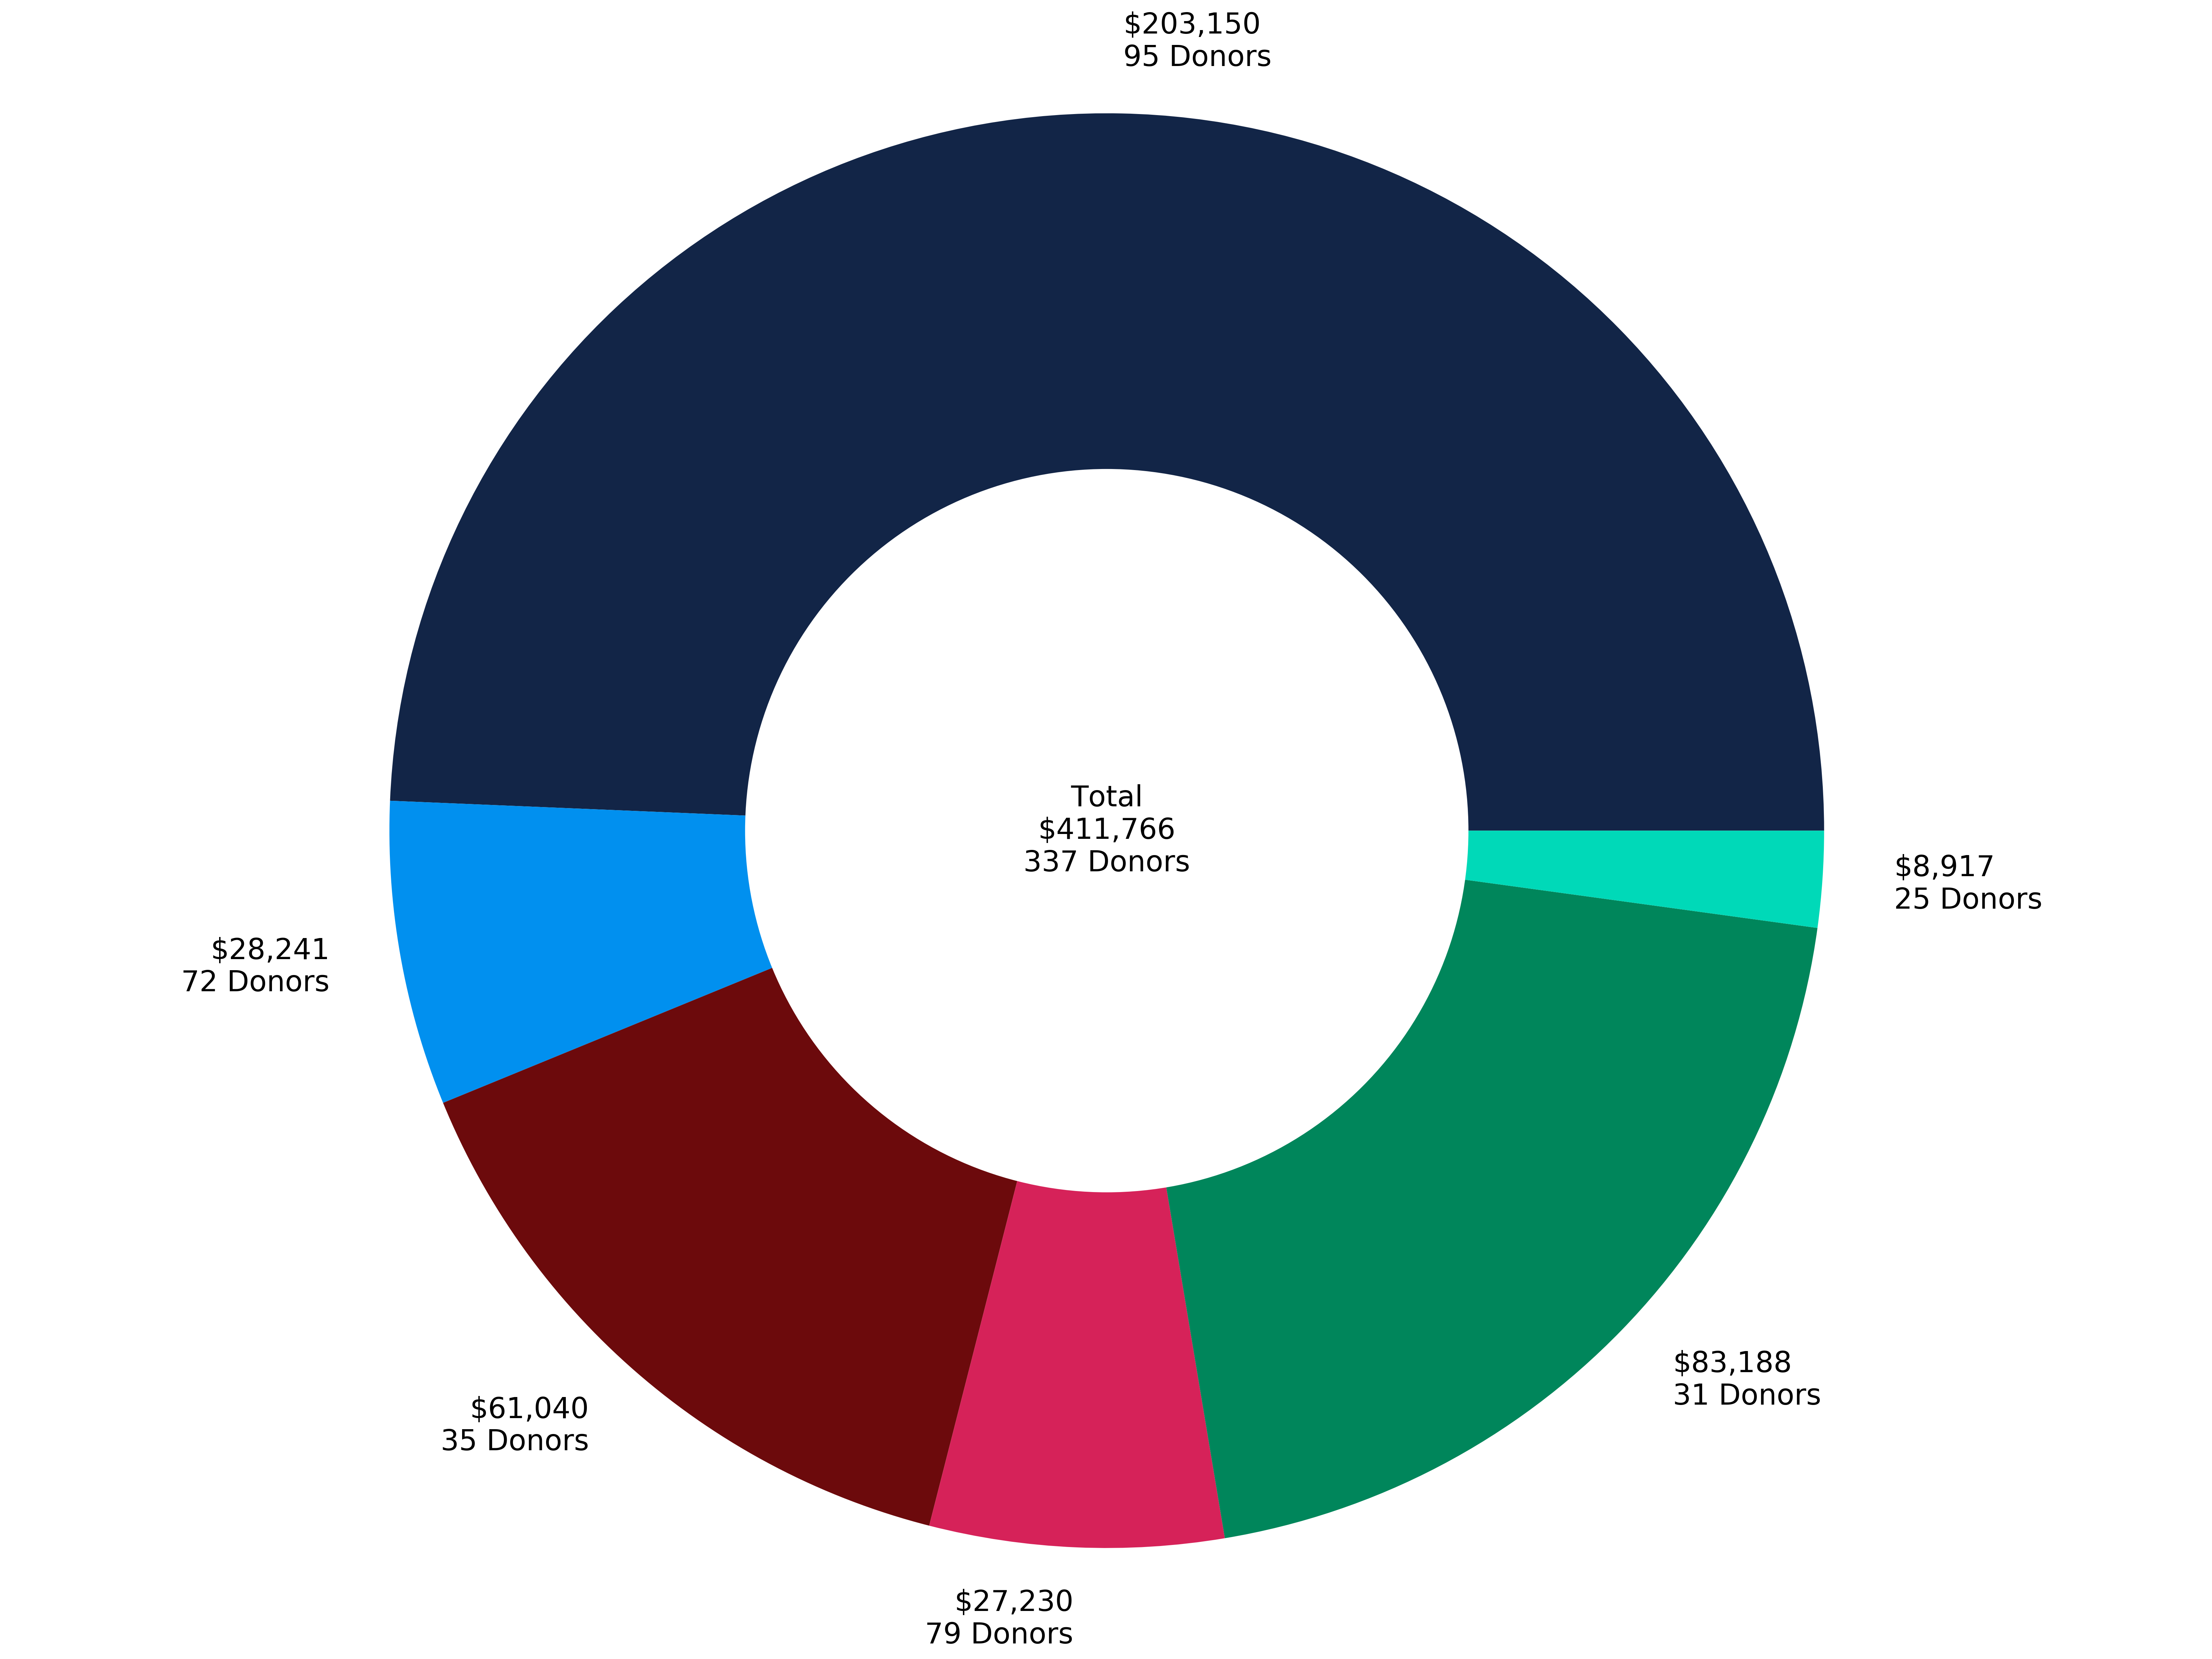 $203,150
95 Donors
Total
$411,766
337 Donors
$8,917
25 Donors
$28,241
72 Donors
$83,188
31 Donors
$61,040
35 Donors
$27,230
79 Donors